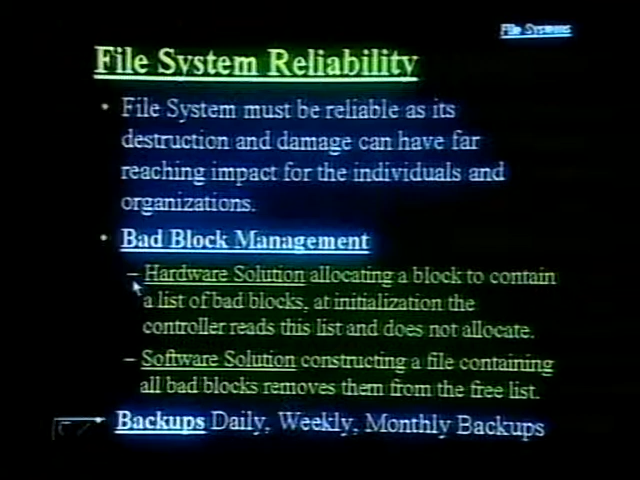 File Systems
File System Reliability
• File System must be reliable as its
destruction and damage can have far
reaching impact for the individuals and
organizations.
• Bad Block Management
– Hardware Solution allocating a block to contain
a list of bad blocks, at initialization the
controller reads this list and does not allocate.
– Software Solution constructing a file containing
all bad blocks removes them from the free list.
Backups Daily, Weekly, Monthly Backups